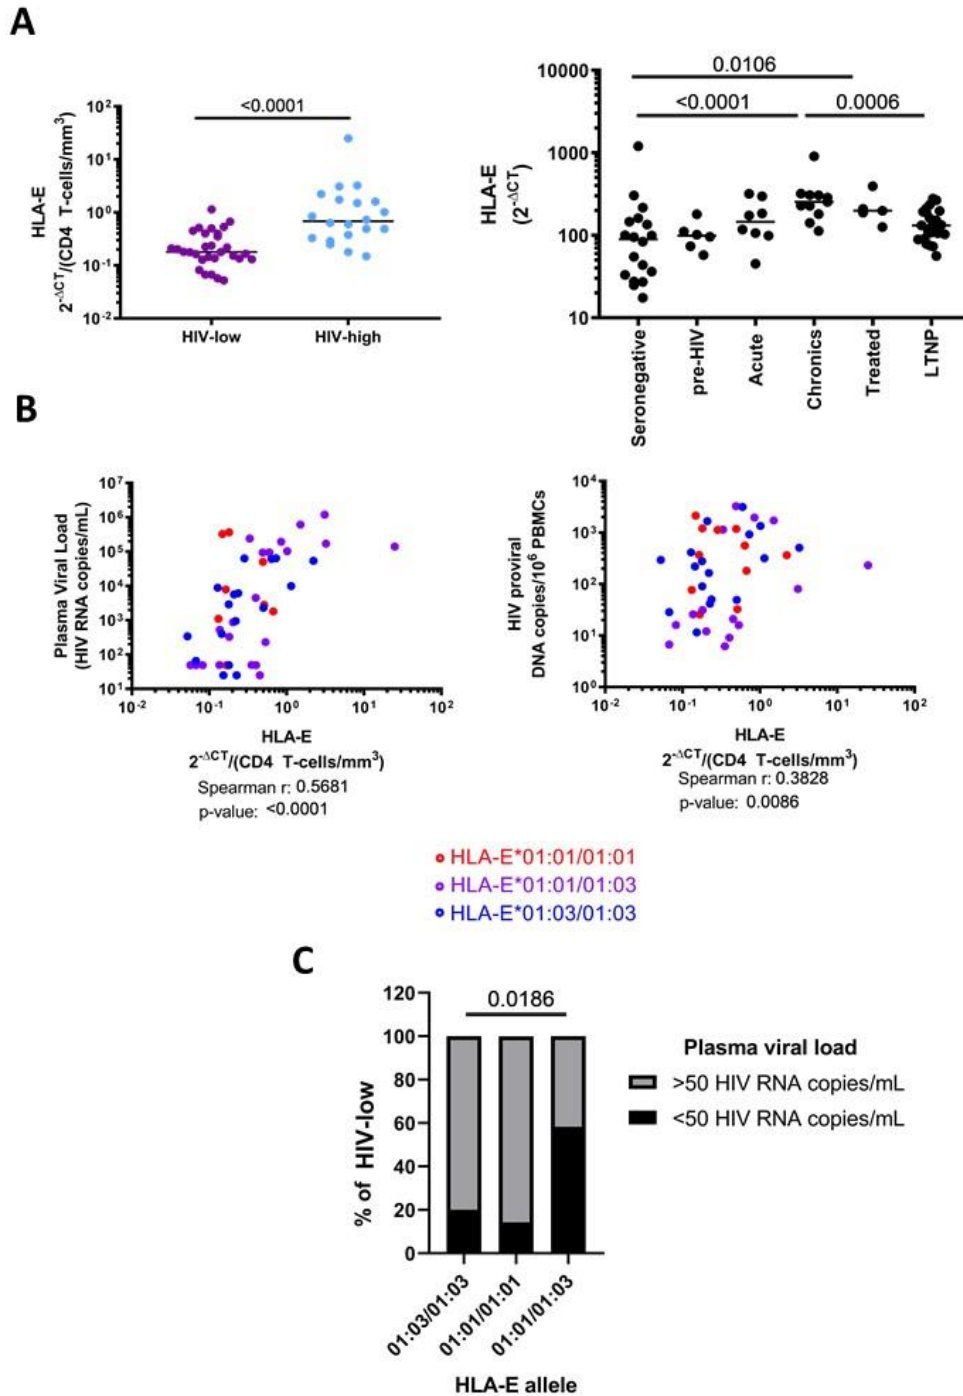 A
<0.0001
HLA-E
2^-ΔCT/(CD4 T-cells/mm³)
10²
10¹
10⁰
10⁻¹
10⁻²
HIV-low
HIV-high
0.0106
<0.0001
0.0006
HLA-E
(2^-ΔCT)
10000
1000
100
10
Seronegative
pre-HIV
Acute
Chronics
Treated
LTNP
B
Plasma Viral Load
(HIV RNA copies/mL)
10⁷
10⁶
10⁵
10⁴
10³
10²
10¹
10⁻²
10⁻¹
10⁰
10¹
10²
HLA-E
2^-ΔCT/(CD4 T-cells/mm³)
Spearman r: 0.5681
p-value: <0.0001
HIV proviral
DNA copies/10⁶ PBMCs
10⁴
10³
10²
10¹
10⁰
10⁻²
10⁻¹
10⁰
10¹
10²
HLA-E
2^-ΔCT/(CD4 T-cells/mm³)
Spearman r: 0.3828
p-value: 0.0086
HLA-E*01:01/01:01
HLA-E*01:01/01:03
HLA-E*01:03/01:03
C
0.0186
% of HIV-low
120
100
80
60
40
20
0
01:03/01:03
01:01/01:01
01:01/01:03
HLA-E allele
Plasma viral load
>50 HIV RNA copies/mL
<50 HIV RNA copies/mL